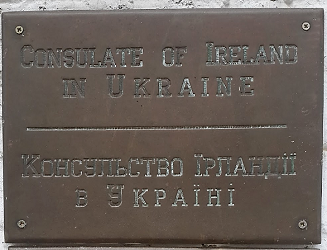 CONSULATE OF IRELAND
IN UKRAINE
КОНСУЛЬСТВО ІРЛАНДІЇ
В УКРАЇНІ